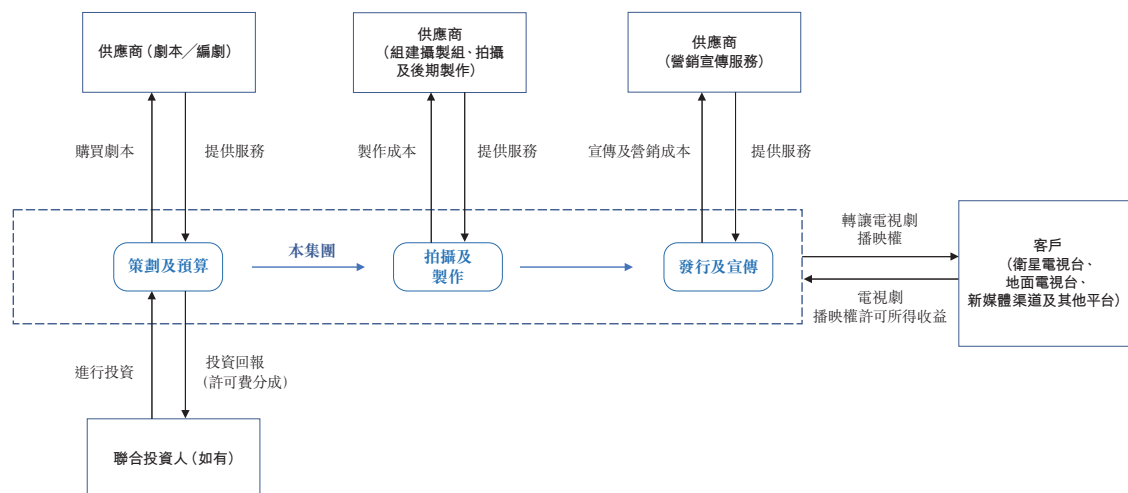 供應商（劇本／編劇）
供應商
（組建攝製組、拍攝
及後期製作）
供應商
（營銷宣傳服務）
購買劇本
提供服務
製作成本
提供服務
宣傳及營銷成本
提供服務
本集團
策劃及預算
拍攝及
製作
發行及宣傳
轉讓電視劇
播映權
電視劇
播映權許可所得收益
客戶
（衛星電視台、
地面電視台、
新媒體渠道及其他平台）
進行投資
投資回報
（許可費分成）
聯合投資人（如有）